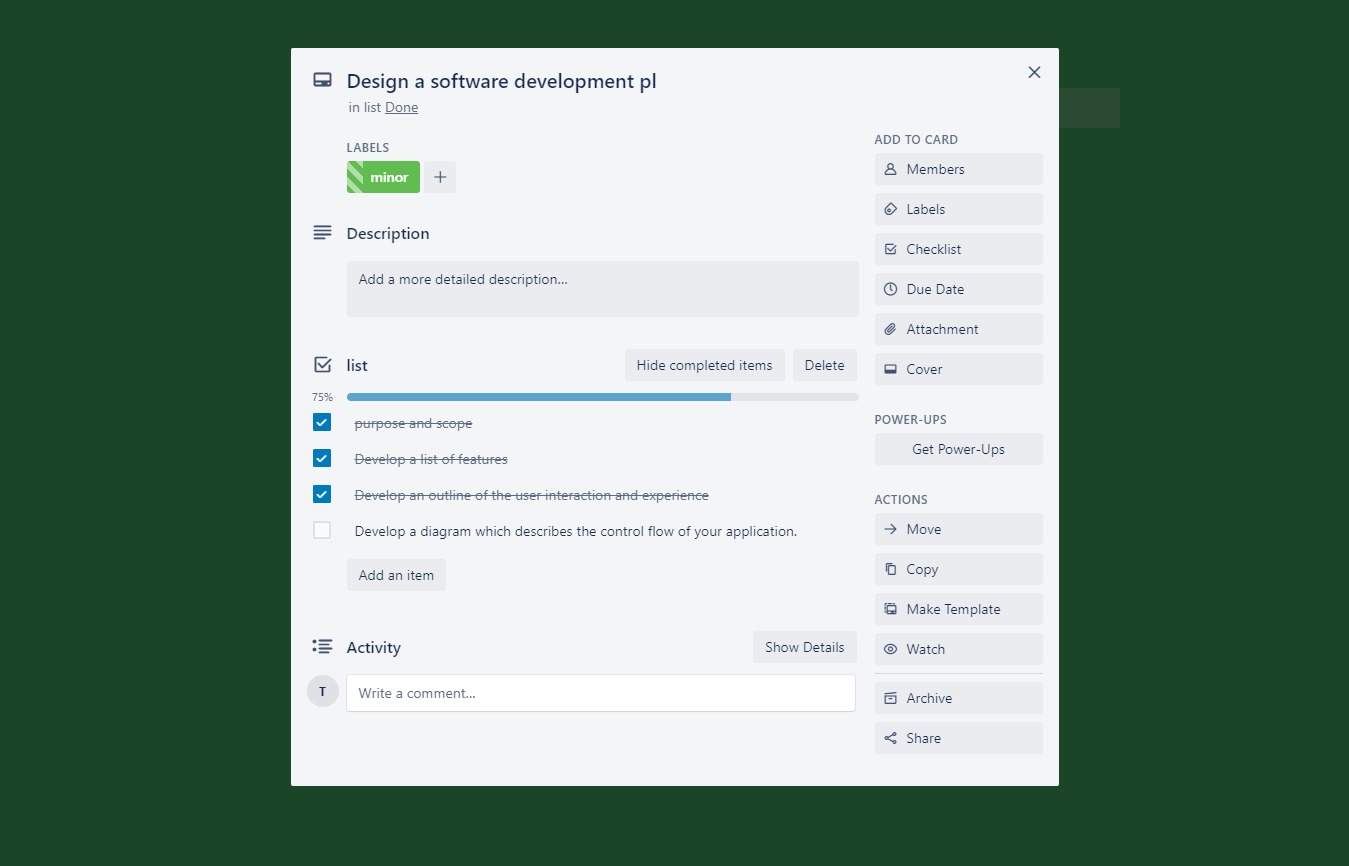 Design a software development pl
in list Done
LABELS
minor
Description
Add a more detailed description...
list
Hide completed items
Delete
75%
purpose and scope
Develop a list of features
Develop an outline of the user interaction and experience
Develop a diagram which describes the control flow of your application.
Add an item
Activity
Show Details
T
Write a comment...
ADD TO CARD
Members
Labels
Checklist
Due Date
Attachment
Cover
POWER-UPS
Get Power-Ups
ACTIONS
Move
Copy
Make Template
Watch
Archive
Share